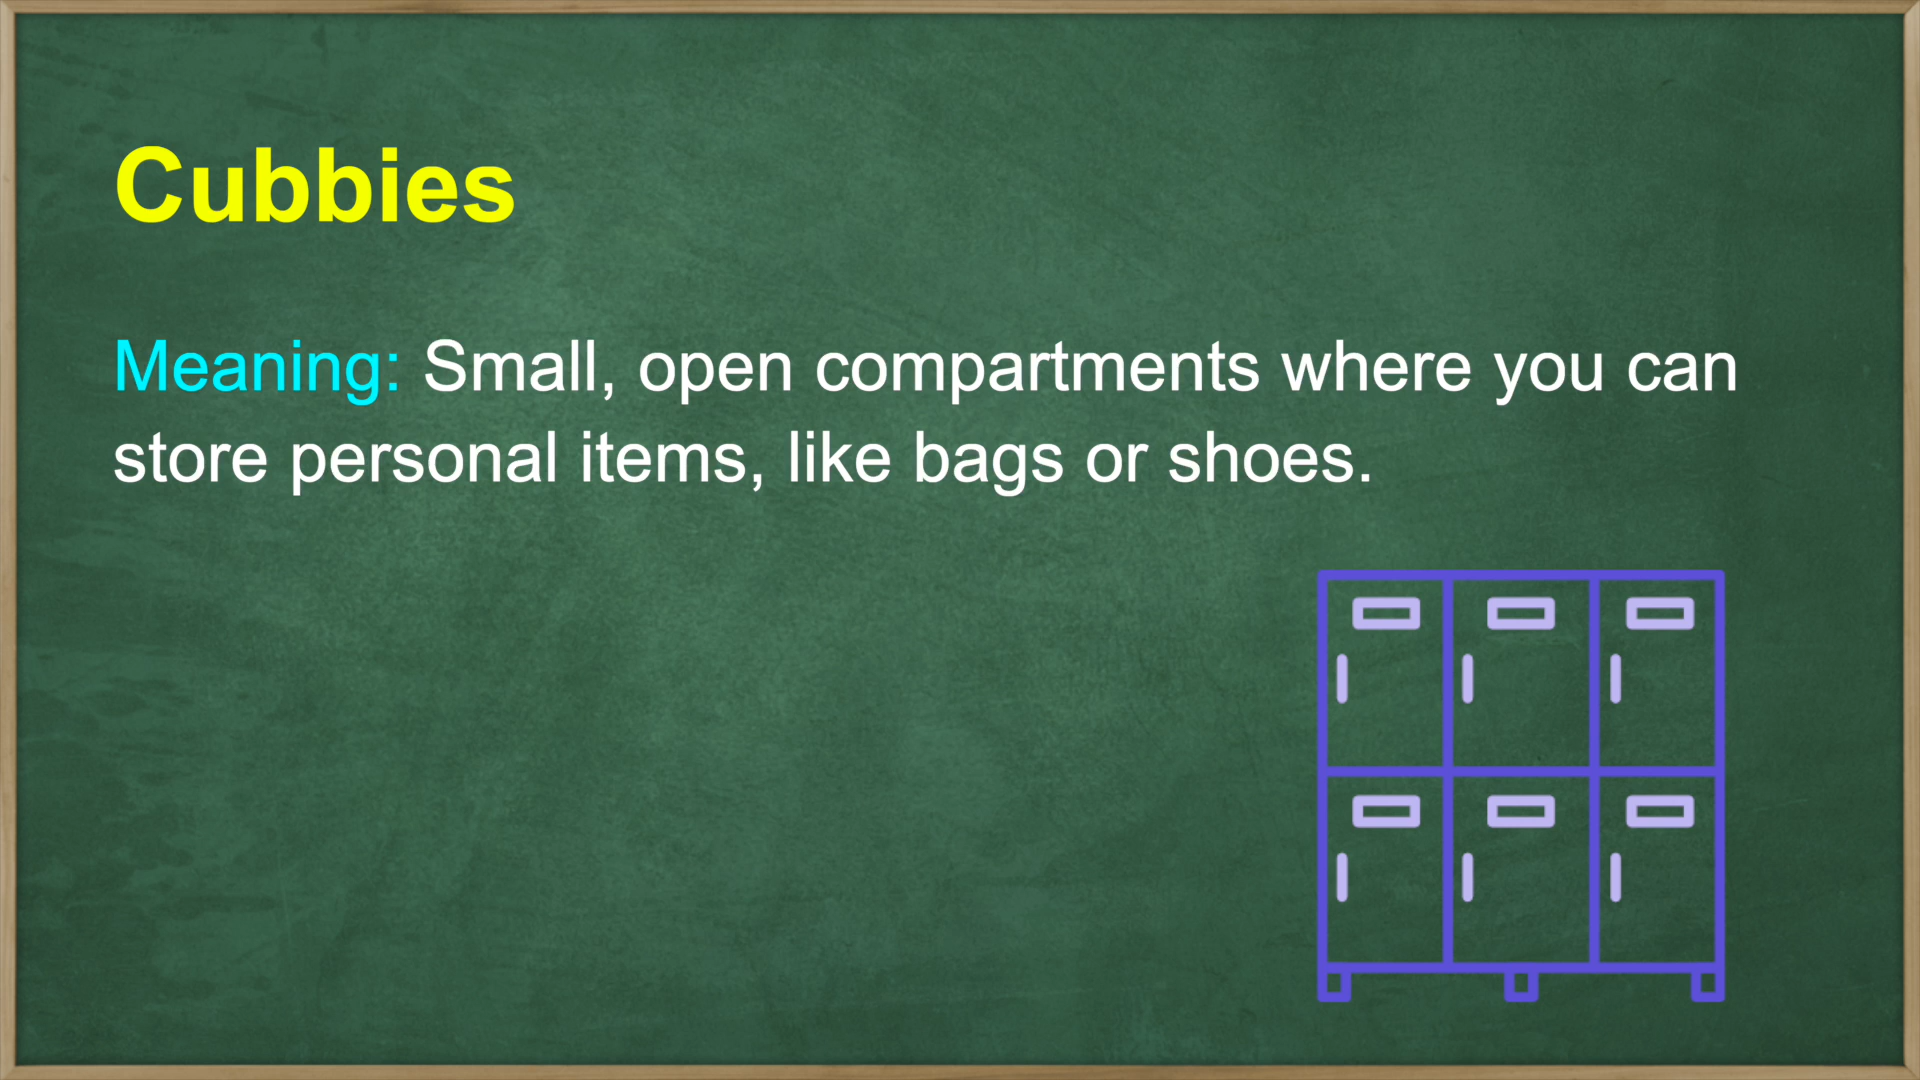 Cubbies
Meaning: Small, open compartments where you can
store personal items, like bags or shoes.